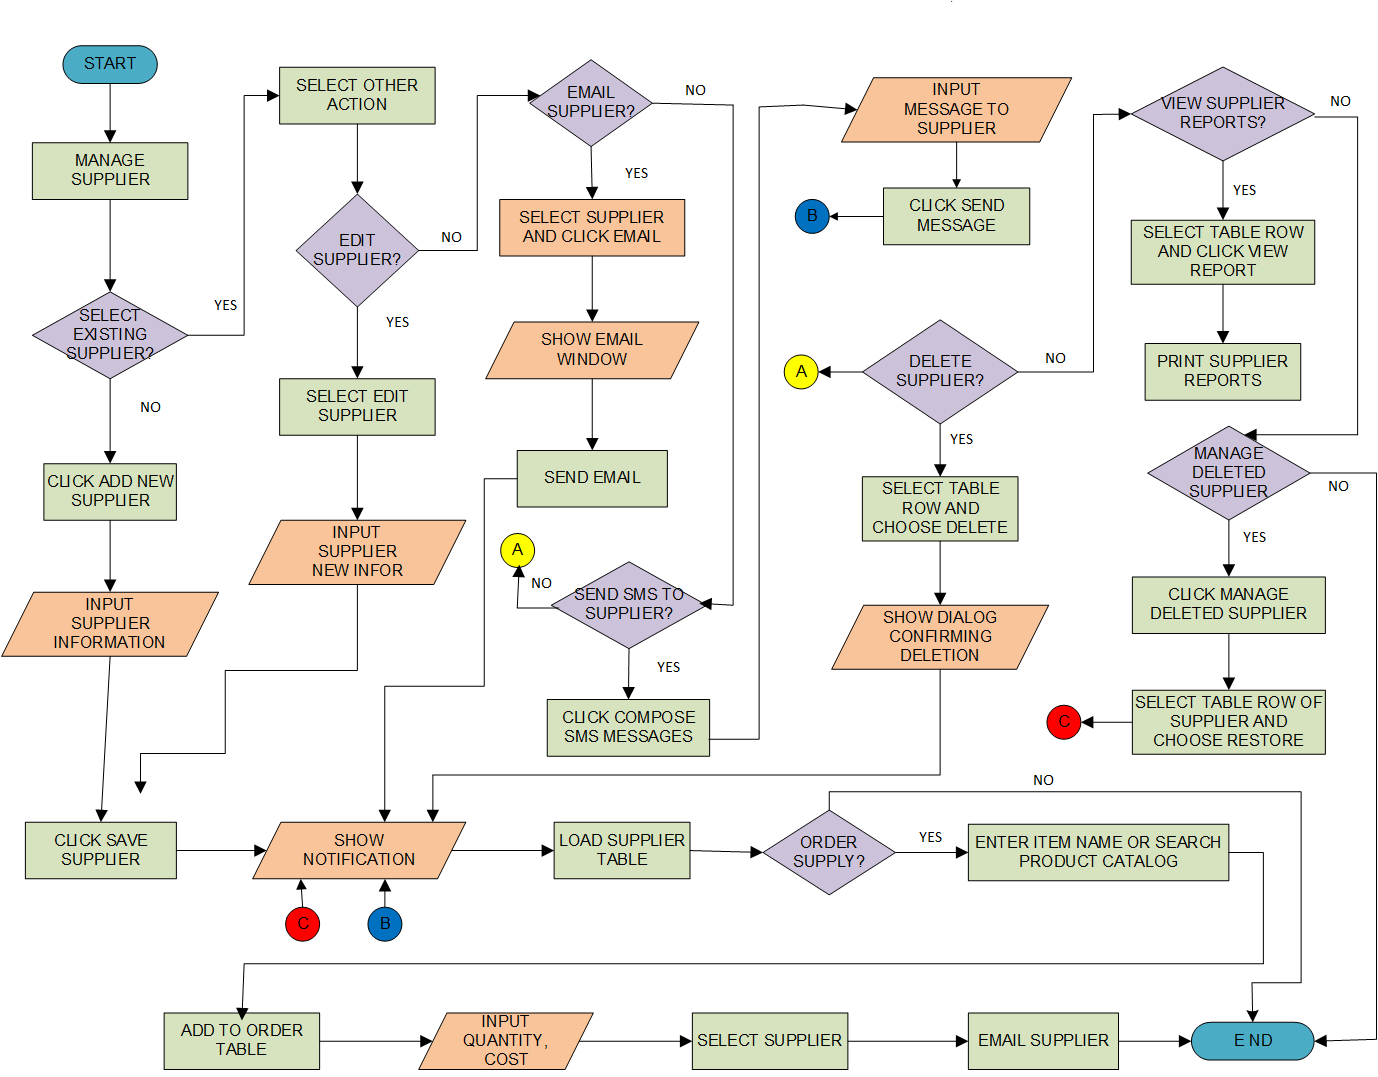 START
MANAGE
SUPPLIER
SELECT
EXISTING
SUPPLIER?
YES
NO
CLICK ADD NEW
SUPPLIER
INPUT
SUPPLIER
INFORMATION
CLICK SAVE
SUPPLIER
SELECT OTHER
ACTION
EDIT
SUPPLIER?
NO
YES
SELECT EDIT
SUPPLIER
INPUT
SUPPLIER
NEW INFOR
EMAIL
SUPPLIER?
NO
YES
SELECT SUPPLIER
AND CLICK EMAIL
SHOW EMAIL
WINDOW
SEND EMAIL
A
NO
SEND SMS TO
SUPPLIER?
YES
CLICK COMPOSE
SMS MESSAGES
INPUT
MESSAGE TO
SUPPLIER
CLICK SEND
MESSAGE
B
A
DELETE
SUPPLIER?
NO
YES
SELECT TABLE
ROW AND
CHOOSE DELETE
SHOW DIALOG
CONFIRMING
DELETION
VIEW SUPPLIER
REPORTS?
NO
YES
SELECT TABLE ROW
AND CLICK VIEW
REPORT
PRINT SUPPLIER
REPORTS
MANAGE
DELETED
SUPPLIER
NO
YES
CLICK MANAGE
DELETED SUPPLIER
SELECT TABLE ROW OF
SUPPLIER AND
CHOOSE RESTORE
C
SHOW
NOTIFICATION
C
B
LOAD SUPPLIER
TABLE
ORDER
SUPPLY?
NO
YES
ENTER ITEM NAME OR SEARCH
PRODUCT CATALOG
ADD TO ORDER
TABLE
INPUT
QUANTITY,
COST
SELECT SUPPLIER
EMAIL SUPPLIER
E ND